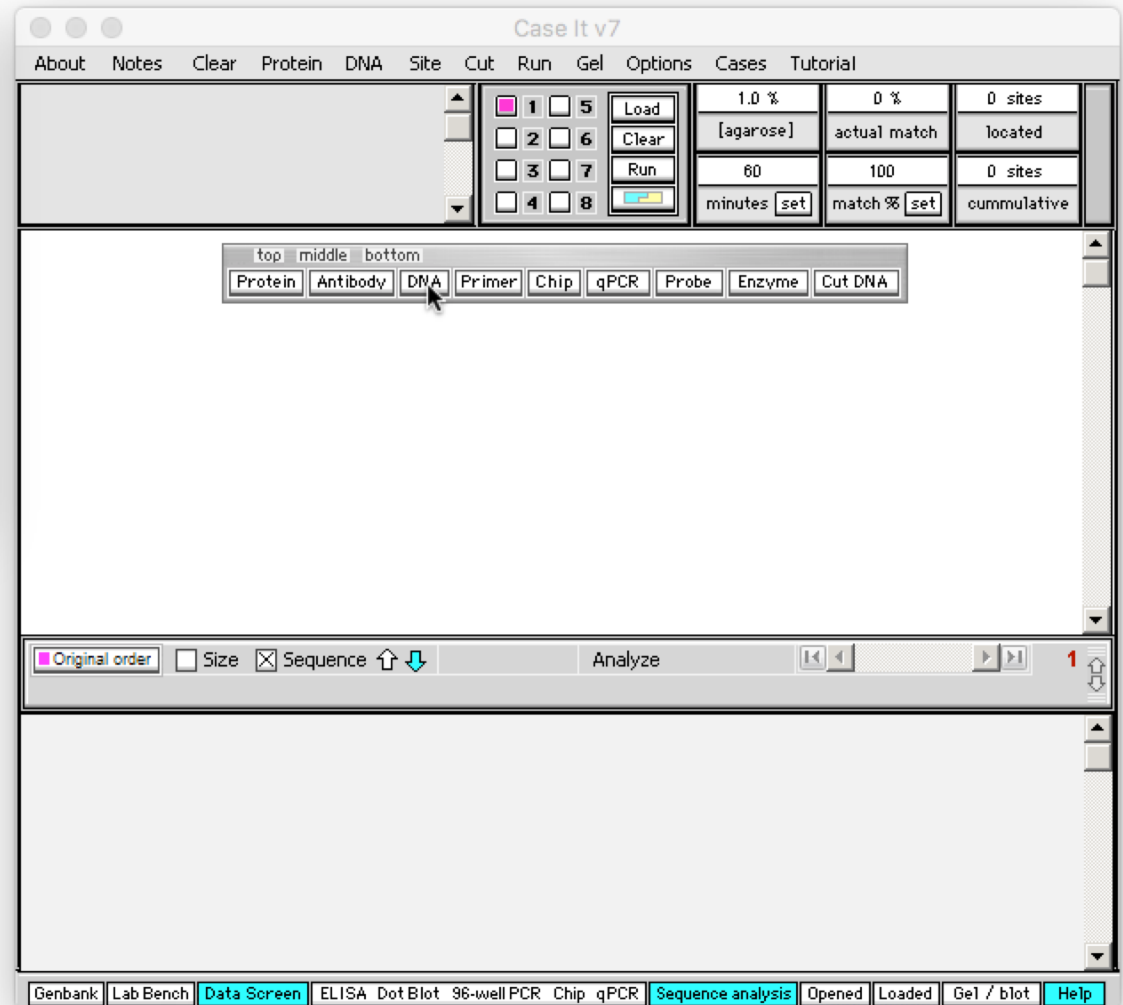 Case It v7
About Notes Clear Protein DNA Site Cut Run Gel Options Cases Tutorial
1 5 Load 1.0 % 0 % 0 sites
2 6 Clear [agarose] actual match located
3 7 Run 60 100 0 sites
4 8 minutes set match % set cummulative
top middle bottom
Protein Antibody DNA Primer Chip qPCR Probe Enzyme Cut DNA
Original order Size Sequence Analyze 1
Genbank Lab Bench Data Screen ELISA Dot Blot 96-well PCR Chip qPCR Sequence analysis Opened Loaded Gel / blot Help